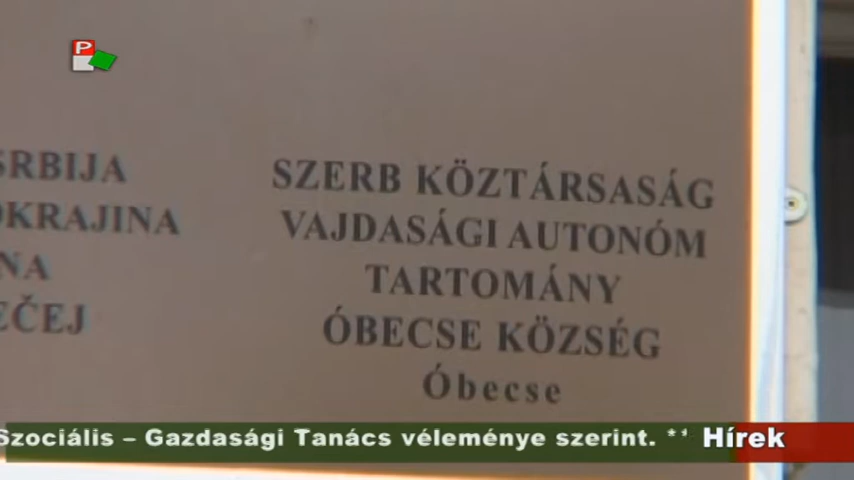 P
SRBIJA
OKRAJINA
NA
EČEJ
SZERB KÖZTÁRSASÁG
VAJDASÁGI AUTONÓM
TARTOMÁNY
ÓBECSE KÖZSÉG
Óbecse
Szociális – Gazdasági Tanács véleménye szerint. ** Hírek